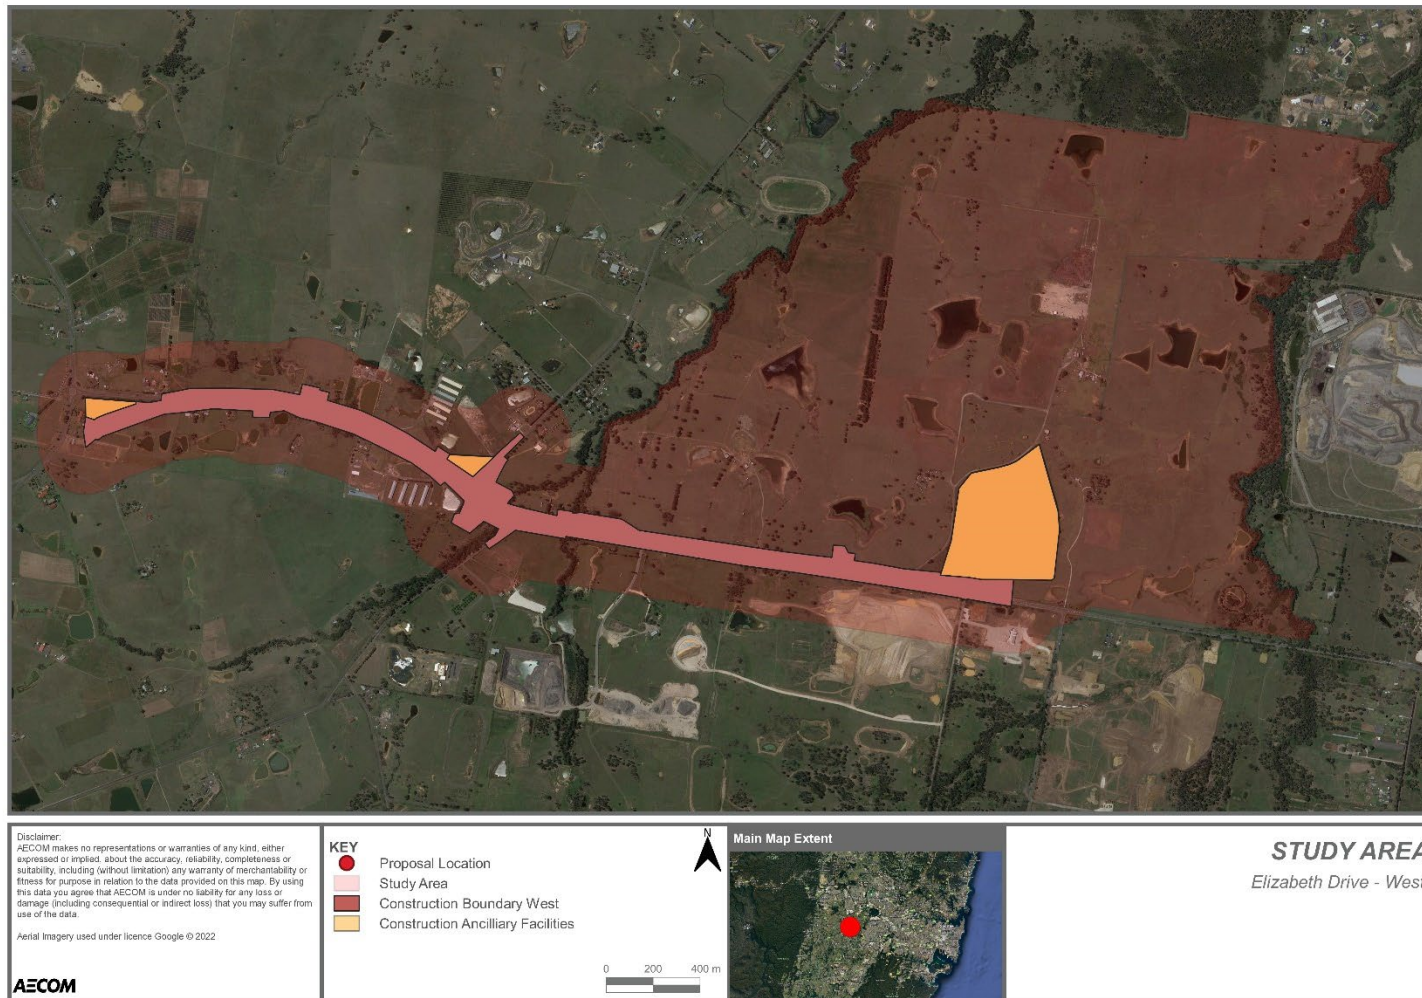 Disclaimer:
AECOM makes no representations or warranties of any kind, either
expressed or implied, about the accuracy, reliability, completeness or
suitability, including (without limitation) any warranty of merchantability or
fitness for purpose in relation to the data provided on this map. By using
this data you agree that AECOM is under no liability for any loss or
damage (including consequential or indirect loss) that you may suffer from
use of the data.
Aerial Imagery used under licence Google © 2022
AECOM
KEY
Proposal Location
Study Area
Construction Boundary West
Construction Ancilliary Facilities
N
0 200 400 m
Main Map Extent
STUDY AREA
Elizabeth Drive - West